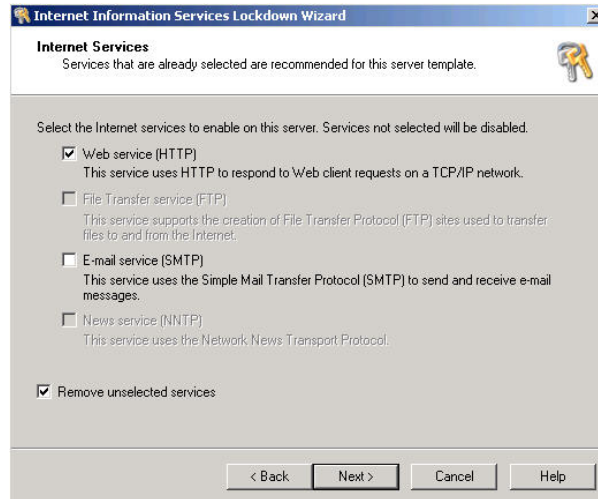 Internet Information Services Lockdown Wizard
Internet Services
Services that are already selected are recommended for this server template.
Select the Internet services to enable on this server. Services not selected will be disabled.
Web service (HTTP)
This service uses HTTP to respond to Web client requests on a TCP/IP network.
File Transfer service (FTP)
This service supports the creation of File Transfer Protocol (FTP) sites used to transfer
files to and from the Internet.
E-mail service (SMTP)
This service uses the Simple Mail Transfer Protocol (SMTP) to send and receive e-mail
messages.
News service (NNTP)
This service uses the Network News Transport Protocol.
Remove unselected services
< Back Next > Cancel Help